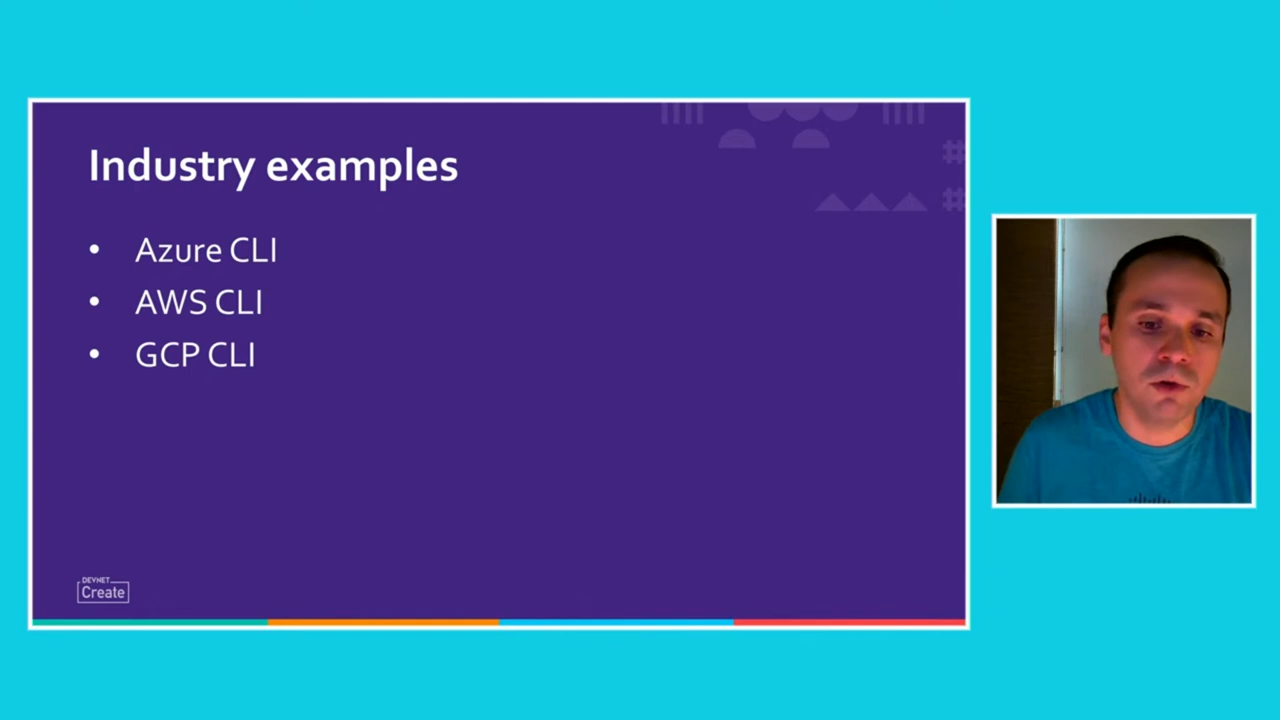 Industry examples
• Azure CLI
• AWS CLI
• GCP CLI
DEVNET
Create